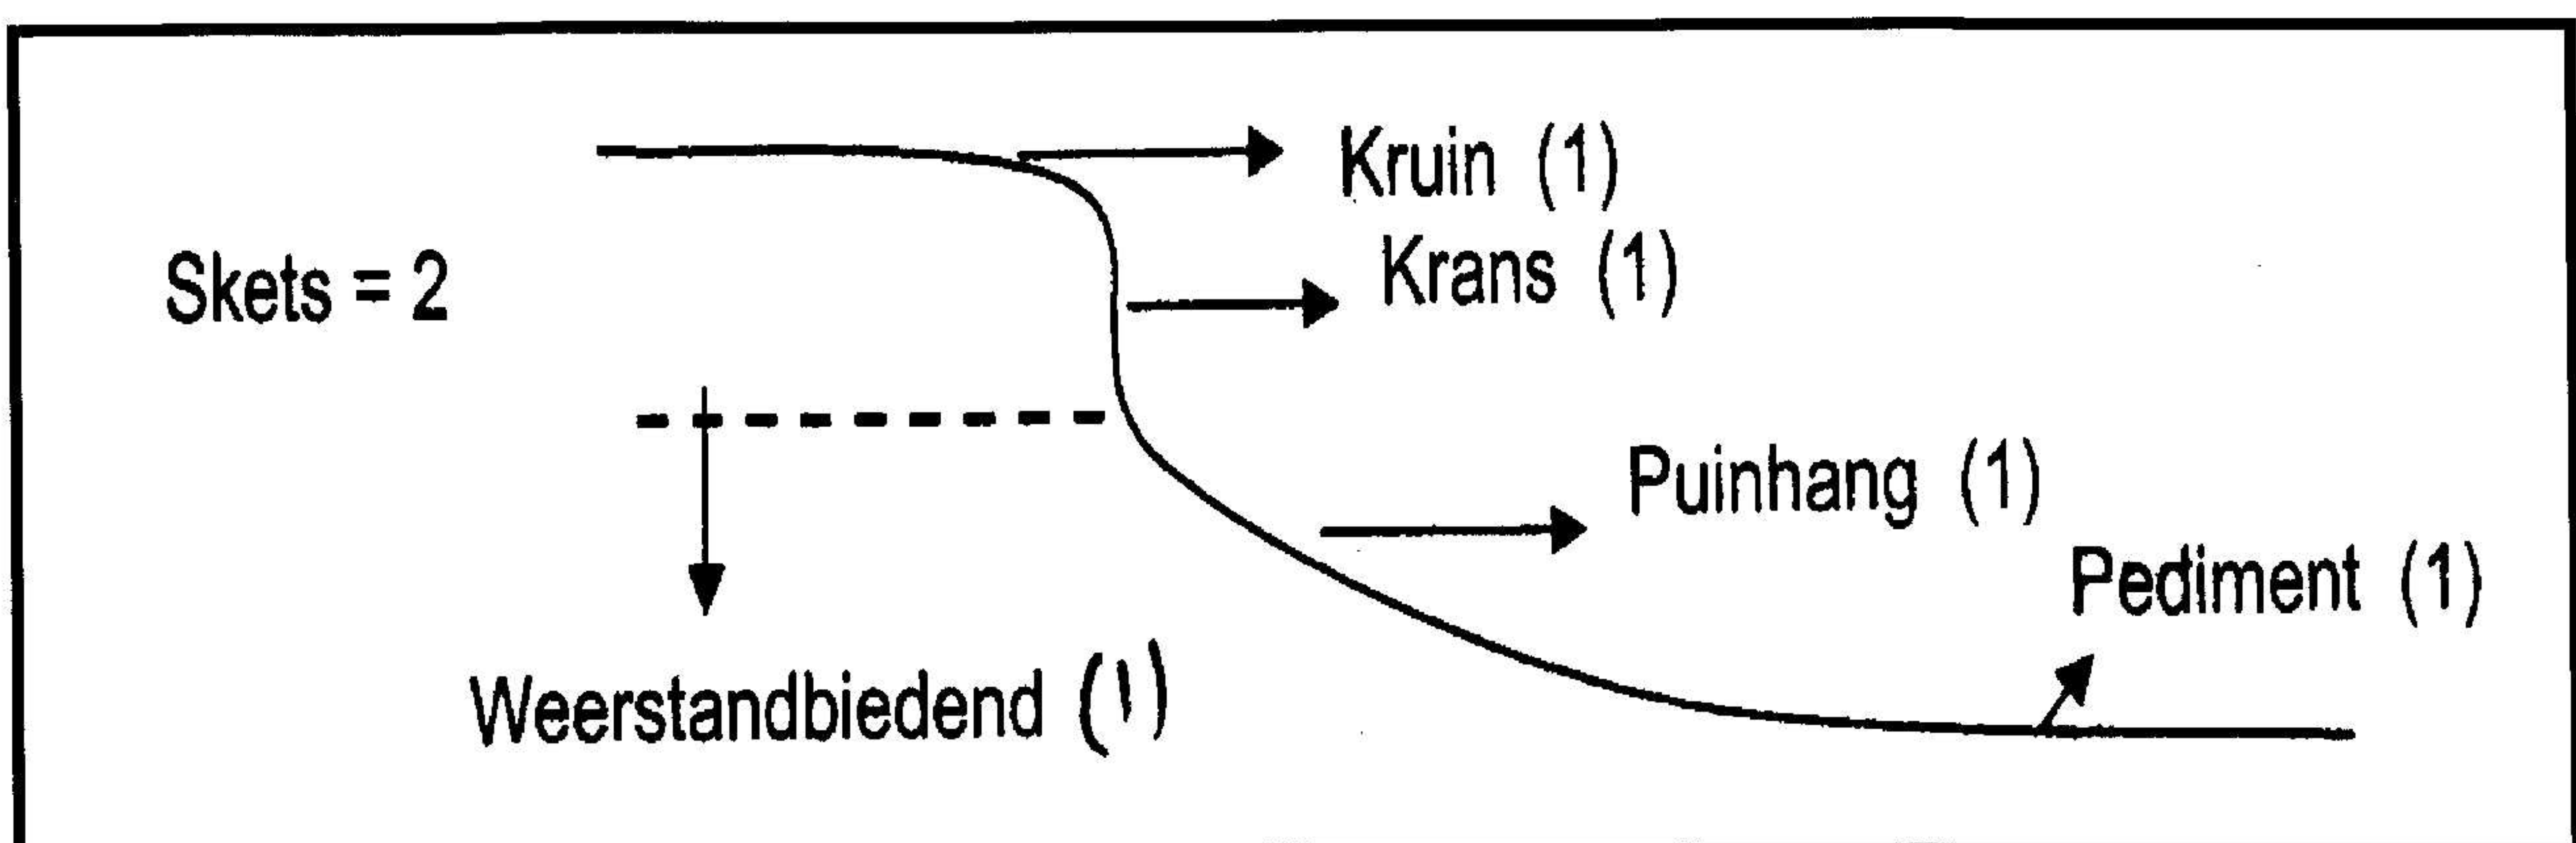 Kruin (1)
Krans (1)
Skets = 2
Puinhang (1)
Pediment (1)
Weerstandbiedend (1)